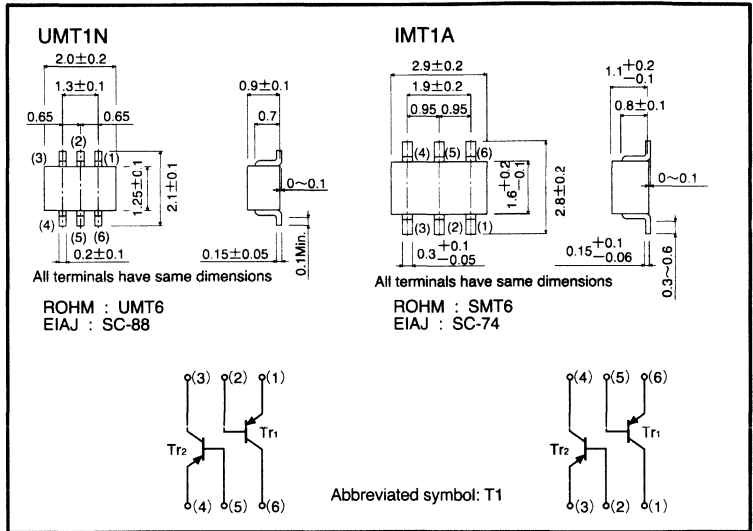 UMT1N
2.0±0.2
1.3±0.1
0.65
0.65
(2)
(3)
(1)
(4)
(5)
(6)
0.2±0.1
1.25±0.1
2.1±0.1
0.9±0.1
0.7
0~0.1
0.15±0.05
0.1Min.
All terminals have same dimensions
ROHM : UMT6
EIAJ : SC-88
IMT1A
2.9±0.2
1.9±0.2
0.95
0.95
(4)
(5)
(6)
(3)
(2)
(1)
0.3 +0.1 −0.05
1.6 +0.2 −0.1
2.8±0.2
1.1 +0.2 −0.1
0.8±0.1
0~0.1
0.15 +0.1 −0.06
0.3~0.6
All terminals have same dimensions
ROHM : SMT6
EIAJ : SC-74
(3)
(2)
(1)
Tr1
Tr2
(4)
(5)
(6)
Abbreviated symbol: T1
(4)
(5)
(6)
Tr1
Tr2
(3)
(2)
(1)